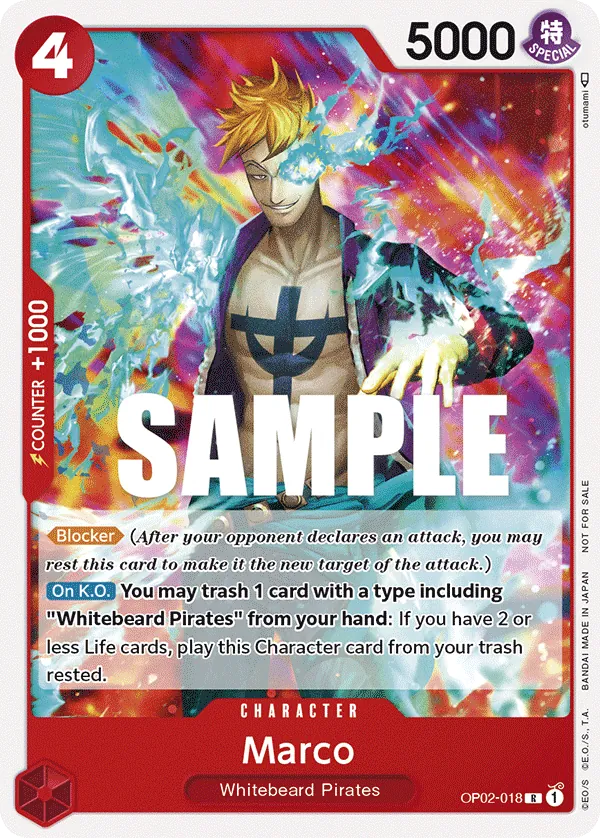 4
5000
特
SPECIAL
otumami
COUNTER +1000
SAMPLE
Blocker (After your opponent declares an attack, you may
rest this card to make it the new target of the attack.)
On K.O. You may trash 1 card with a type including
"Whitebeard Pirates" from your hand: If you have 2 or
less Life cards, play this Character card from your trash
rested.
©EO/S ©E.O./S., T.A. BANDAI MADE IN JAPAN NOT FOR SALE
CHARACTER
Marco
Whitebeard Pirates
OP02-018 R 1